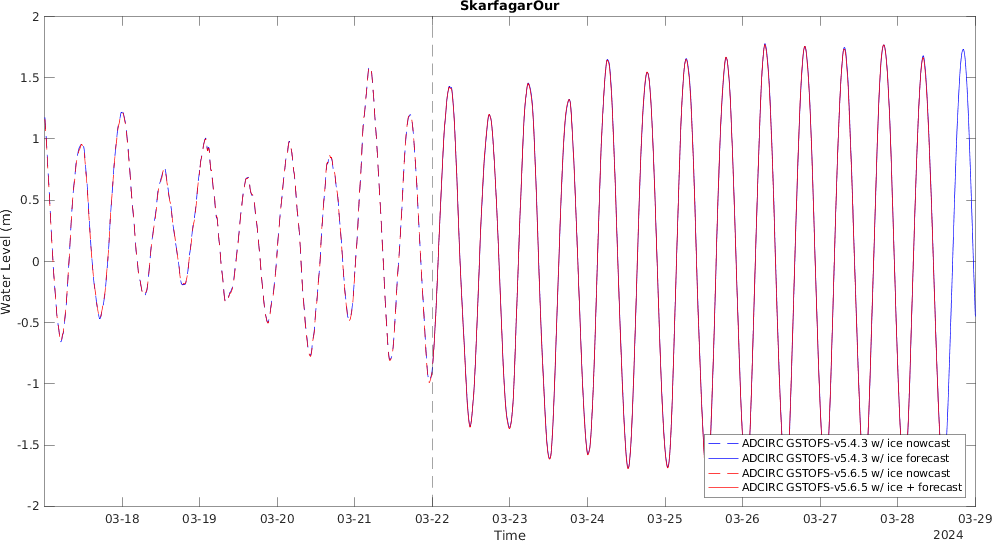 SkarfagarOur
Water Level (m)
2
1.5
1
0.5
0
-0.5
-1
-1.5
-2
ADCIRC GSTOFS-v5.4.3 w/ ice nowcast
ADCIRC GSTOFS-v5.4.3 w/ ice forecast
ADCIRC GSTOFS-v5.6.5 w/ ice nowcast
ADCIRC GSTOFS-v5.6.5 w/ ice + forecast
03-18 03-19 03-20 03-21 03-22 03-23 03-24 03-25 03-26 03-27 03-28 03-29
Time
2024